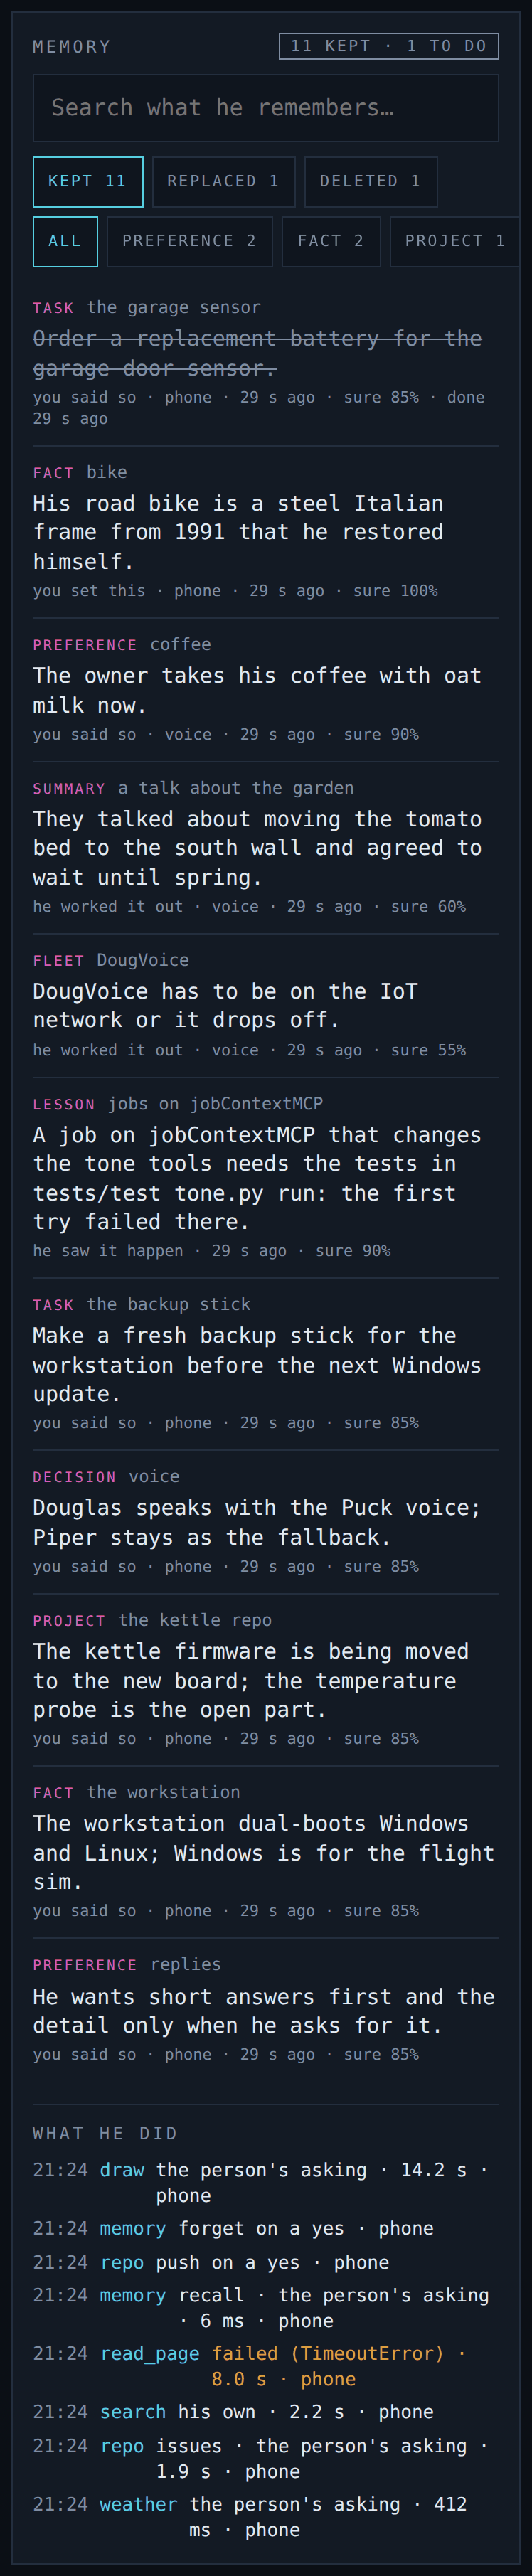 MEMORY
11 KEPT · 1 TO DO
Search what he remembers…
KEPT 11
REPLACED 1
DELETED 1
ALL
PREFERENCE 2
FACT 2
PROJECT 1
TASK the garage sensor
Order a replacement battery for the
garage door sensor.
you said so · phone · 29 s ago · sure 85% · done
29 s ago
FACT bike
His road bike is a steel Italian
frame from 1991 that he restored
himself.
you set this · phone · 29 s ago · sure 100%
PREFERENCE coffee
The owner takes his coffee with oat
milk now.
you said so · voice · 29 s ago · sure 90%
SUMMARY a talk about the garden
They talked about moving the tomato
bed to the south wall and agreed to
wait until spring.
he worked it out · voice · 29 s ago · sure 60%
FLEET DougVoice
DougVoice has to be on the IoT
network or it drops off.
he worked it out · voice · 29 s ago · sure 55%
LESSON jobs on jobContextMCP
A job on jobContextMCP that changes
the tone tools needs the tests in
tests/test_tone.py run: the first
try failed there.
he saw it happen · 29 s ago · sure 90%
TASK the backup stick
Make a fresh backup stick for the
workstation before the next Windows
update.
you said so · phone · 29 s ago · sure 85%
DECISION voice
Douglas speaks with the Puck voice;
Piper stays as the fallback.
you said so · phone · 29 s ago · sure 85%
PROJECT the kettle repo
The kettle firmware is being moved
to the new board; the temperature
probe is the open part.
you said so · phone · 29 s ago · sure 85%
FACT the workstation
The workstation dual-boots Windows
and Linux; Windows is for the flight
sim.
you said so · phone · 29 s ago · sure 85%
PREFERENCE replies
He wants short answers first and the
detail only when he asks for it.
you said so · phone · 29 s ago · sure 85%
WHAT HE DID
21:24 draw the person's asking · 14.2 s ·
phone
21:24 memory forget on a yes · phone
21:24 repo push on a yes · phone
21:24 memory recall · the person's asking
· 6 ms · phone
21:24 read_page failed (TimeoutError) ·
8.0 s · phone
21:24 search his own · 2.2 s · phone
21:24 repo issues · the person's asking ·
1.9 s · phone
21:24 weather the person's asking · 412
ms · phone